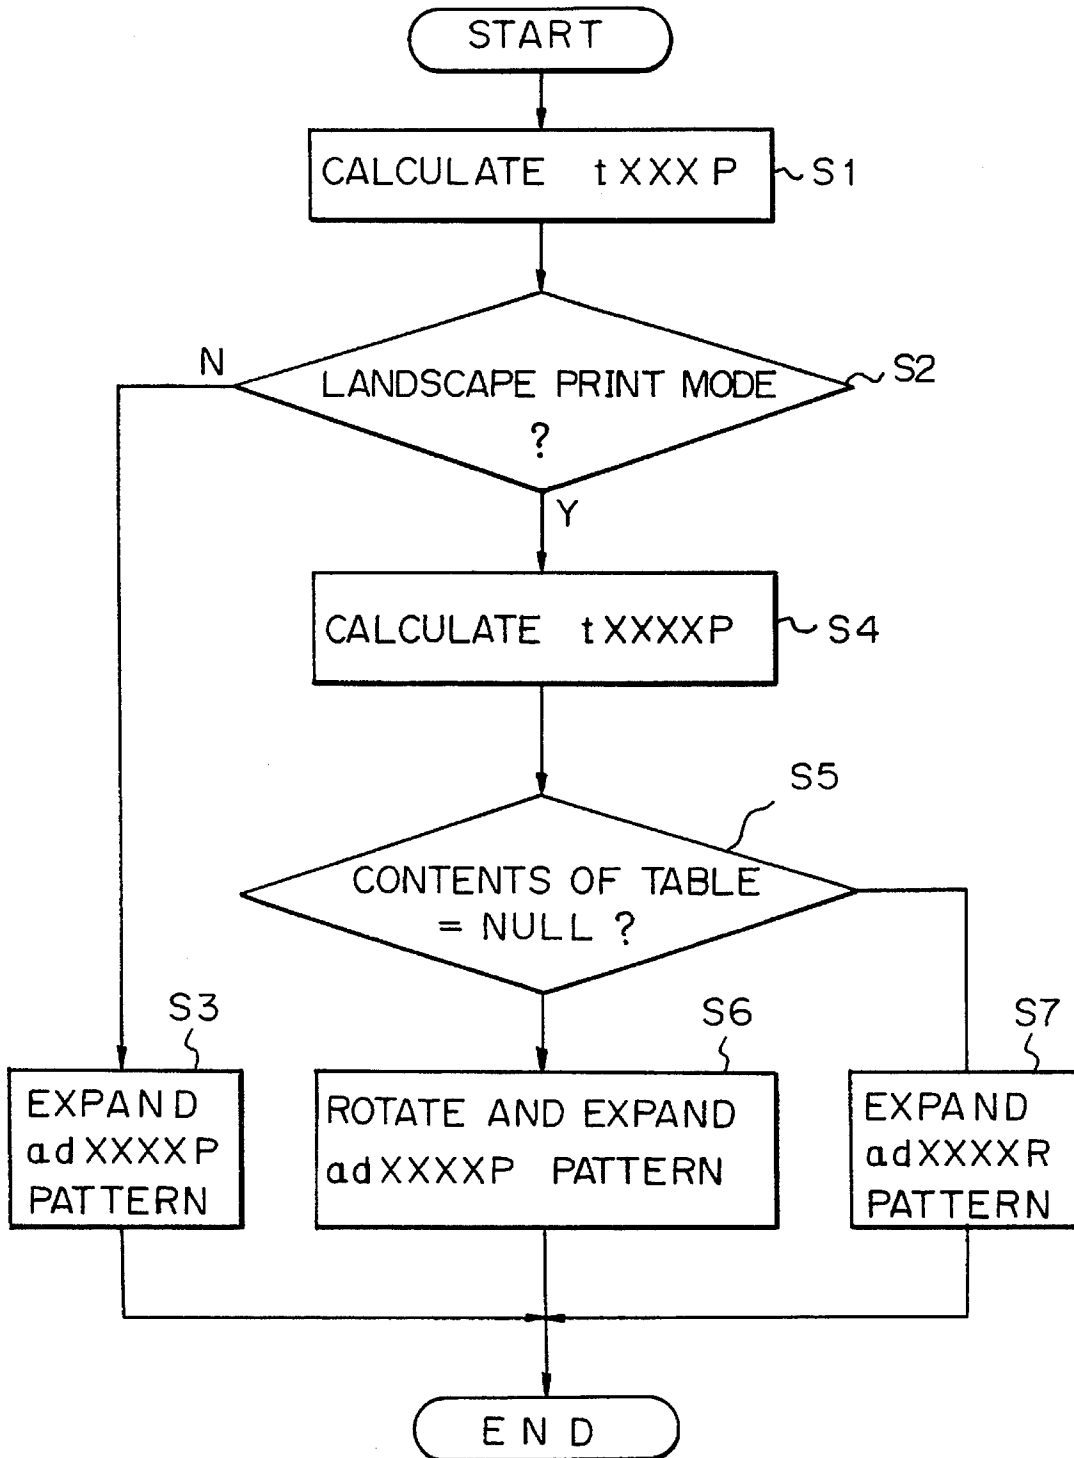 START
CALCULATE tXXXP
S1
N
LANDSCAPE PRINT MODE
?
S2
Y
CALCULATE tXXXXP
S4
S5
CONTENTS OF TABLE
= NULL ?
S3
S6
S7
EXPAND
adXXXXP
PATTERN
ROTATE AND EXPAND
adXXXXP PATTERN
EXPAND
adXXXXR
PATTERN
END